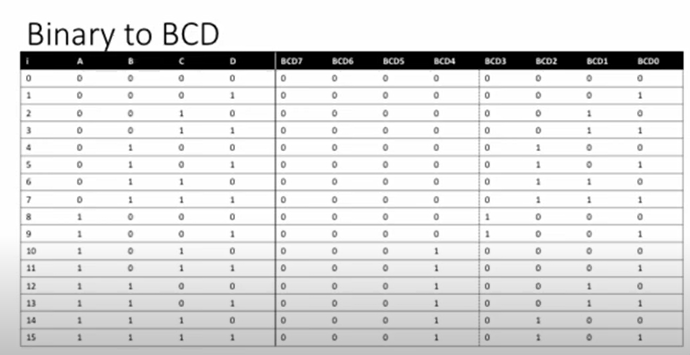 Binary to BCD
i A B C D BCD7 BCD6 BCD5 BCD4 BCD3 BCD2 BCD1 BCD0
0 0 0 0 0 0 0 0 0 0 0 0 0
1 0 0 0 1 0 0 0 0 0 0 0 1
2 0 0 1 0 0 0 0 0 0 0 1 0
3 0 0 1 1 0 0 0 0 0 0 1 1
4 0 1 0 0 0 0 0 0 0 1 0 0
5 0 1 0 1 0 0 0 0 0 1 0 1
6 0 1 1 0 0 0 0 0 0 1 1 0
7 0 1 1 1 0 0 0 0 0 1 1 1
8 1 0 0 0 0 0 0 0 1 0 0 0
9 1 0 0 1 0 0 0 0 1 0 0 1
10 1 0 1 0 0 0 0 1 0 0 0 0
11 1 0 1 1 0 0 0 1 0 0 0 1
12 1 1 0 0 0 0 0 1 0 0 1 0
13 1 1 0 1 0 0 0 1 0 0 1 1
14 1 1 1 0 0 0 0 1 0 1 0 0
15 1 1 1 1 0 0 0 1 0 1 0 1